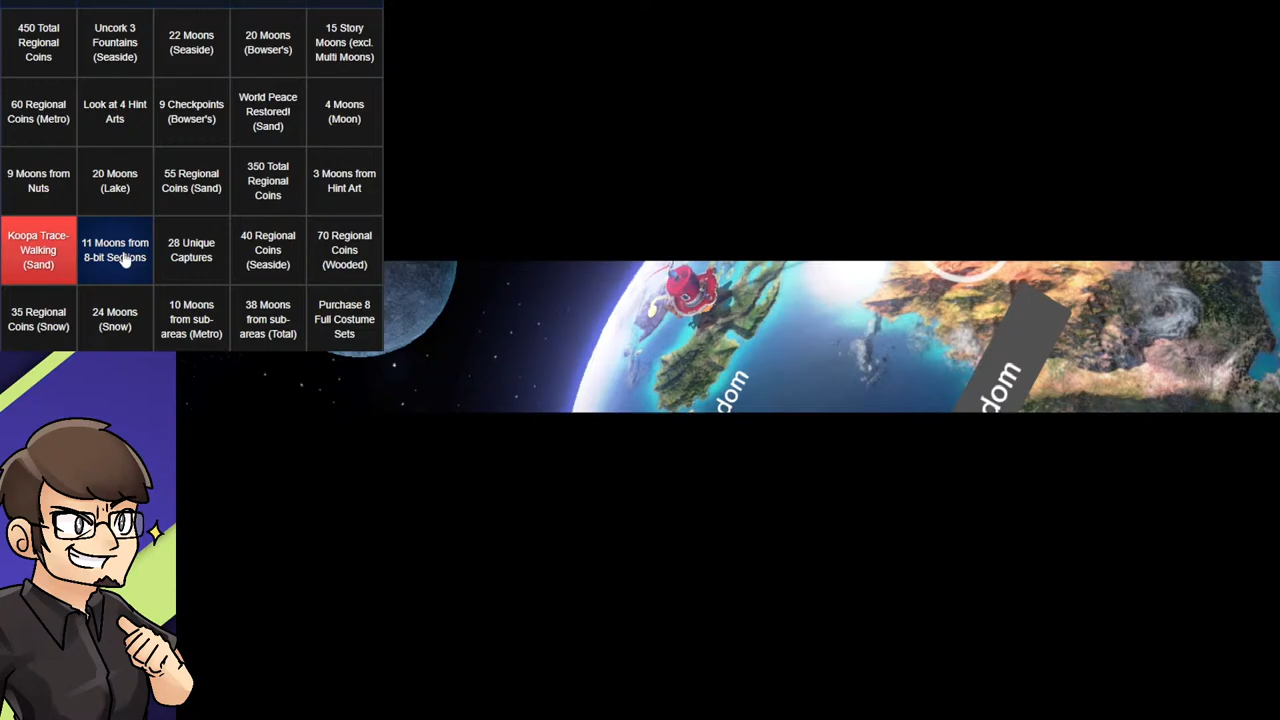 450 Total
Regional
Coins
Uncork 3
Fountains
(Seaside)
22 Moons
(Seaside)
20 Moons
(Bowser's)
15 Story
Moons (excl.
Multi Moons)
60 Regional
Coins (Metro)
Look at 4 Hint
Arts
9 Checkpoints
(Bowser's)
World Peace
Restored!
(Sand)
4 Moons
(Moon)
9 Moons from
Nuts
20 Moons
(Lake)
55 Regional
Coins (Sand)
350 Total
Regional
Coins
3 Moons from
Hint Art
Koopa Trace-
Walking
(Sand)
11 Moons from
8-bit Sections
28 Unique
Captures
40 Regional
Coins
(Seaside)
70 Regional
Coins
(Wooded)
35 Regional
Coins (Snow)
24 Moons
(Snow)
10 Moons
from sub-
areas (Metro)
38 Moons
from sub-
areas (Total)
Purchase 8
Full Costume
Sets
dom
dom